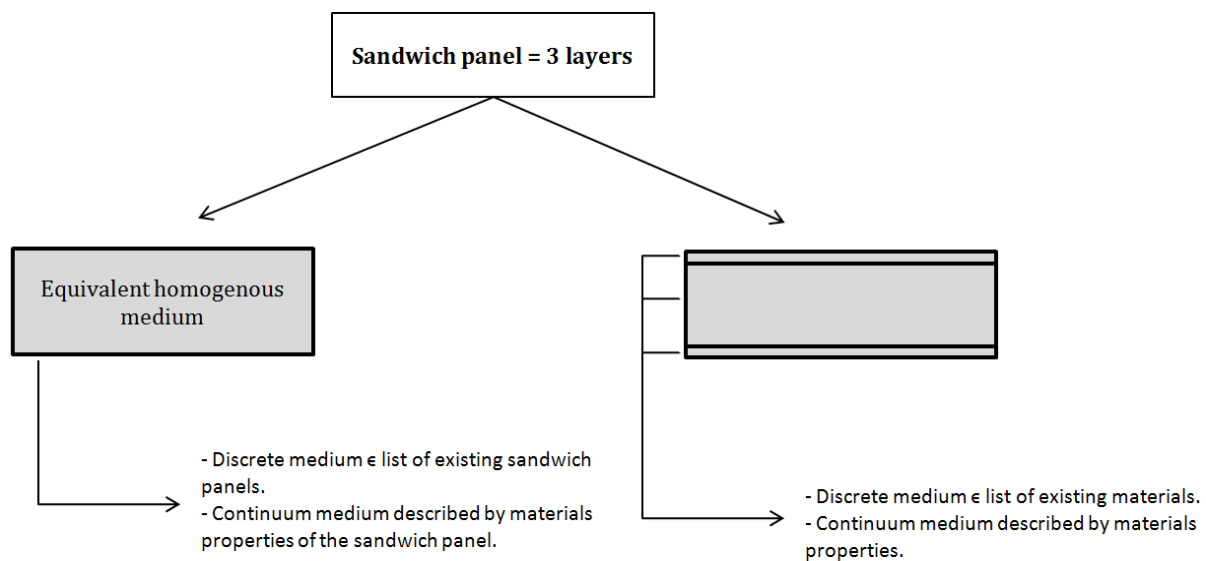 Sandwich panel = 3 layers
Equivalent homogenous
medium
- Discrete medium ϵ list of existing sandwich
panels.
- Continuum medium described by materials
properties of the sandwich panel.
- Discrete medium ϵ list of existing materials.
- Continuum medium described by materials
properties.